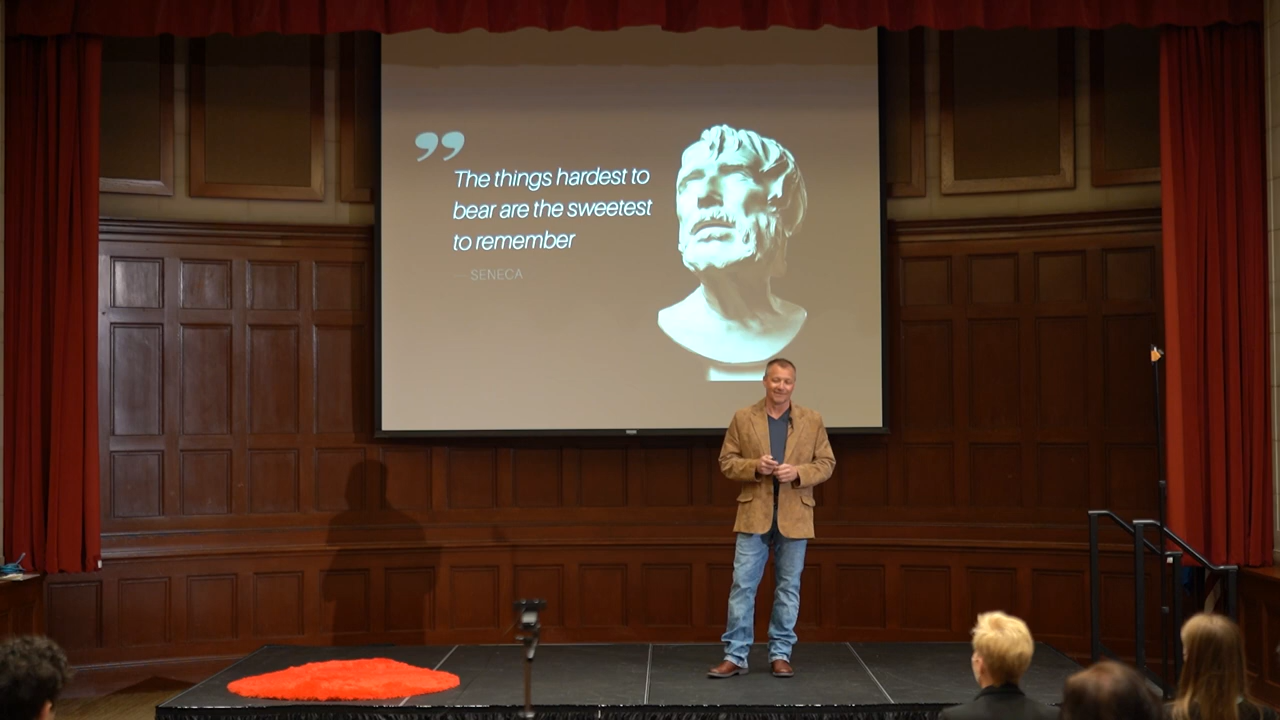 ”
The things hardest to
bear are the sweetest
to remember
— SENECA